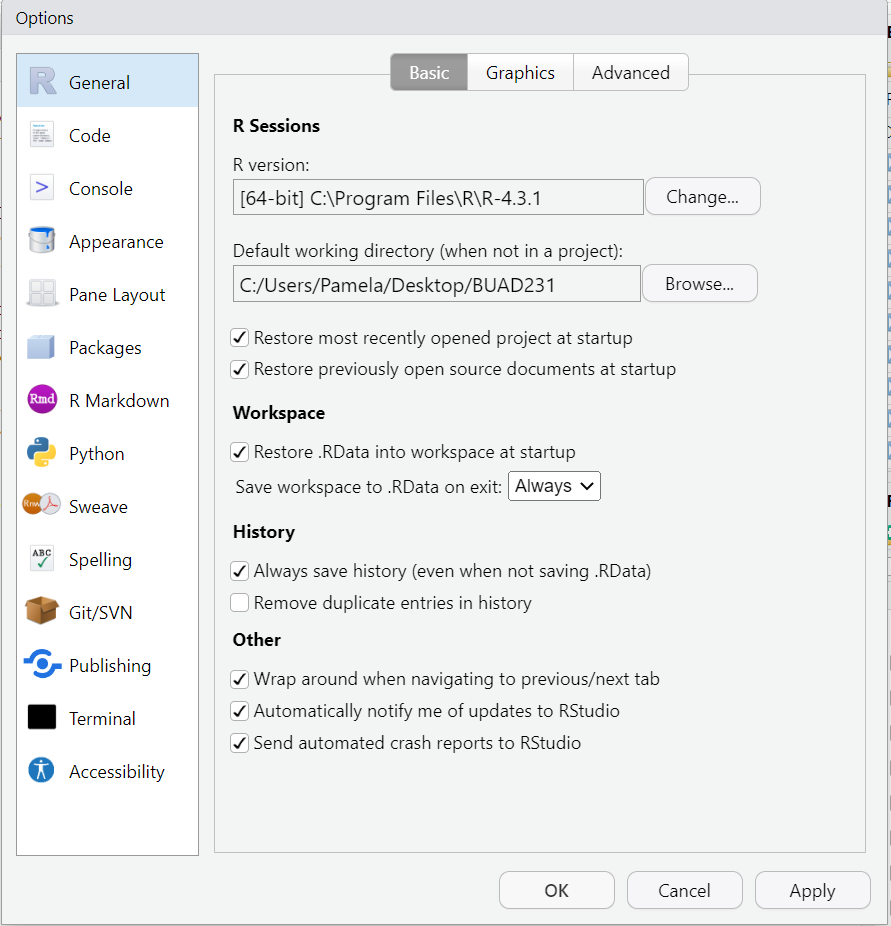 Options
General
Code
Console
Appearance
Pane Layout
Packages
Rmd
R Markdown
Python
Rnw
Sweave
ABC
Spelling
Git/SVN
Publishing
Terminal
Accessibility
Basic
Graphics
Advanced
R Sessions
R version:
[64-bit] C:\Program Files\R\R-4.3.1
Change...
Default working directory (when not in a project):
C:/Users/Pamela/Desktop/BUAD231
Browse...
Restore most recently opened project at startup
Restore previously open source documents at startup
Workspace
Restore .RData into workspace at startup
Save workspace to .RData on exit: Always
History
Always save history (even when not saving .RData)
Remove duplicate entries in history
Other
Wrap around when navigating to previous/next tab
Automatically notify me of updates to RStudio
Send automated crash reports to RStudio
OK
Cancel
Apply